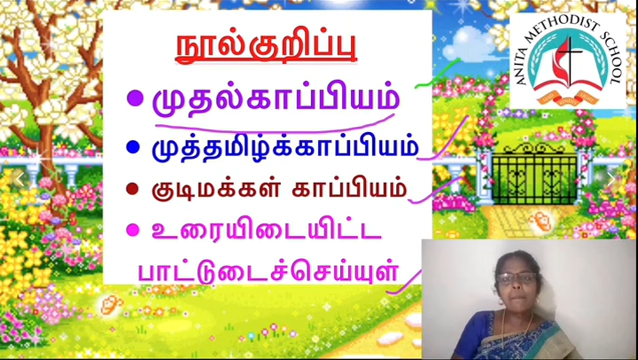 நூல்குறிப்பு
• முதல்காப்பியம்
• முத்தமிழ்க்காப்பியம்
• குடிமக்கள் காப்பியம்
• உரையிடையிட்ட
பாட்டுடைச்செய்யுள்
ANITA METHODIST SCHOOL